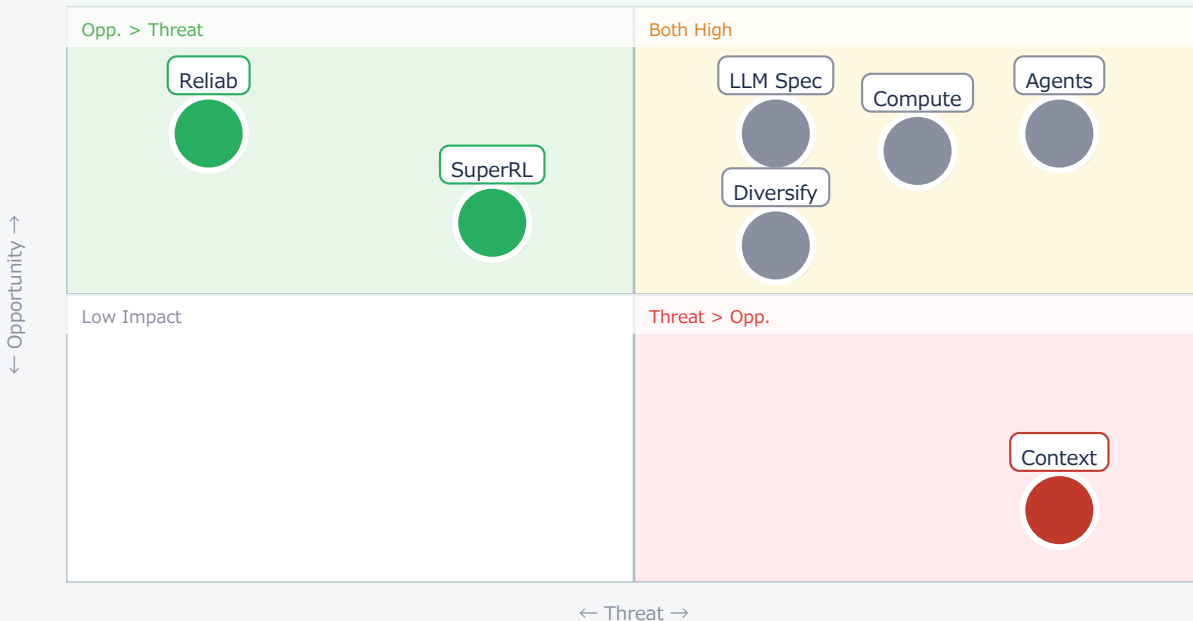 Opp. > Threat
Both High
Reliab
LLM Spec
Compute
Agents
SuperRL
Diversify
← Opportunity →
Low Impact
Threat > Opp.
Context
← Threat →